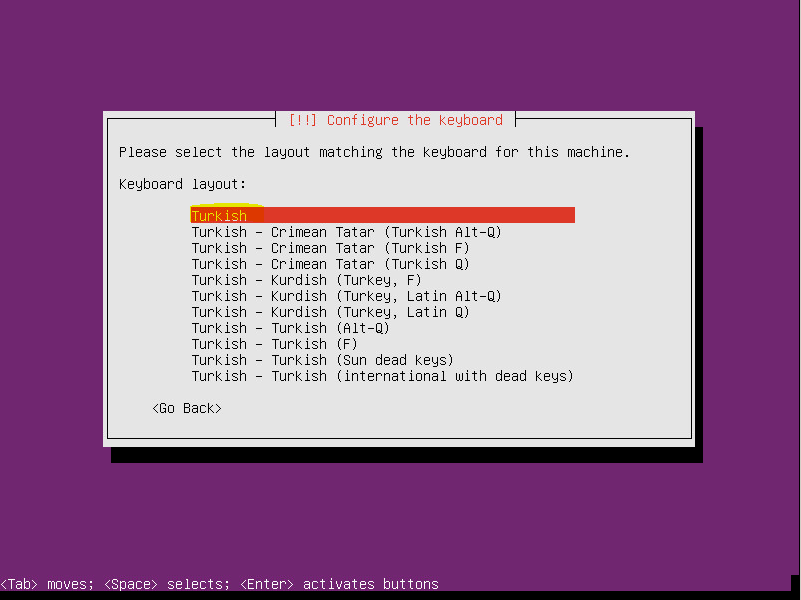 [!!] Configure the keyboard
Please select the layout matching the keyboard for this machine.
Keyboard layout:
Turkish
Turkish - Crimean Tatar (Turkish Alt-Q)
Turkish - Crimean Tatar (Turkish F)
Turkish - Crimean Tatar (Turkish Q)
Turkish - Kurdish (Turkey, F)
Turkish - Kurdish (Turkey, Latin Alt-Q)
Turkish - Kurdish (Turkey, Latin Q)
Turkish - Turkish (Alt-Q)
Turkish - Turkish (F)
Turkish - Turkish (Sun dead keys)
Turkish - Turkish (international with dead keys)
<Go Back>
<Tab> moves; <Space> selects; <Enter> activates buttons